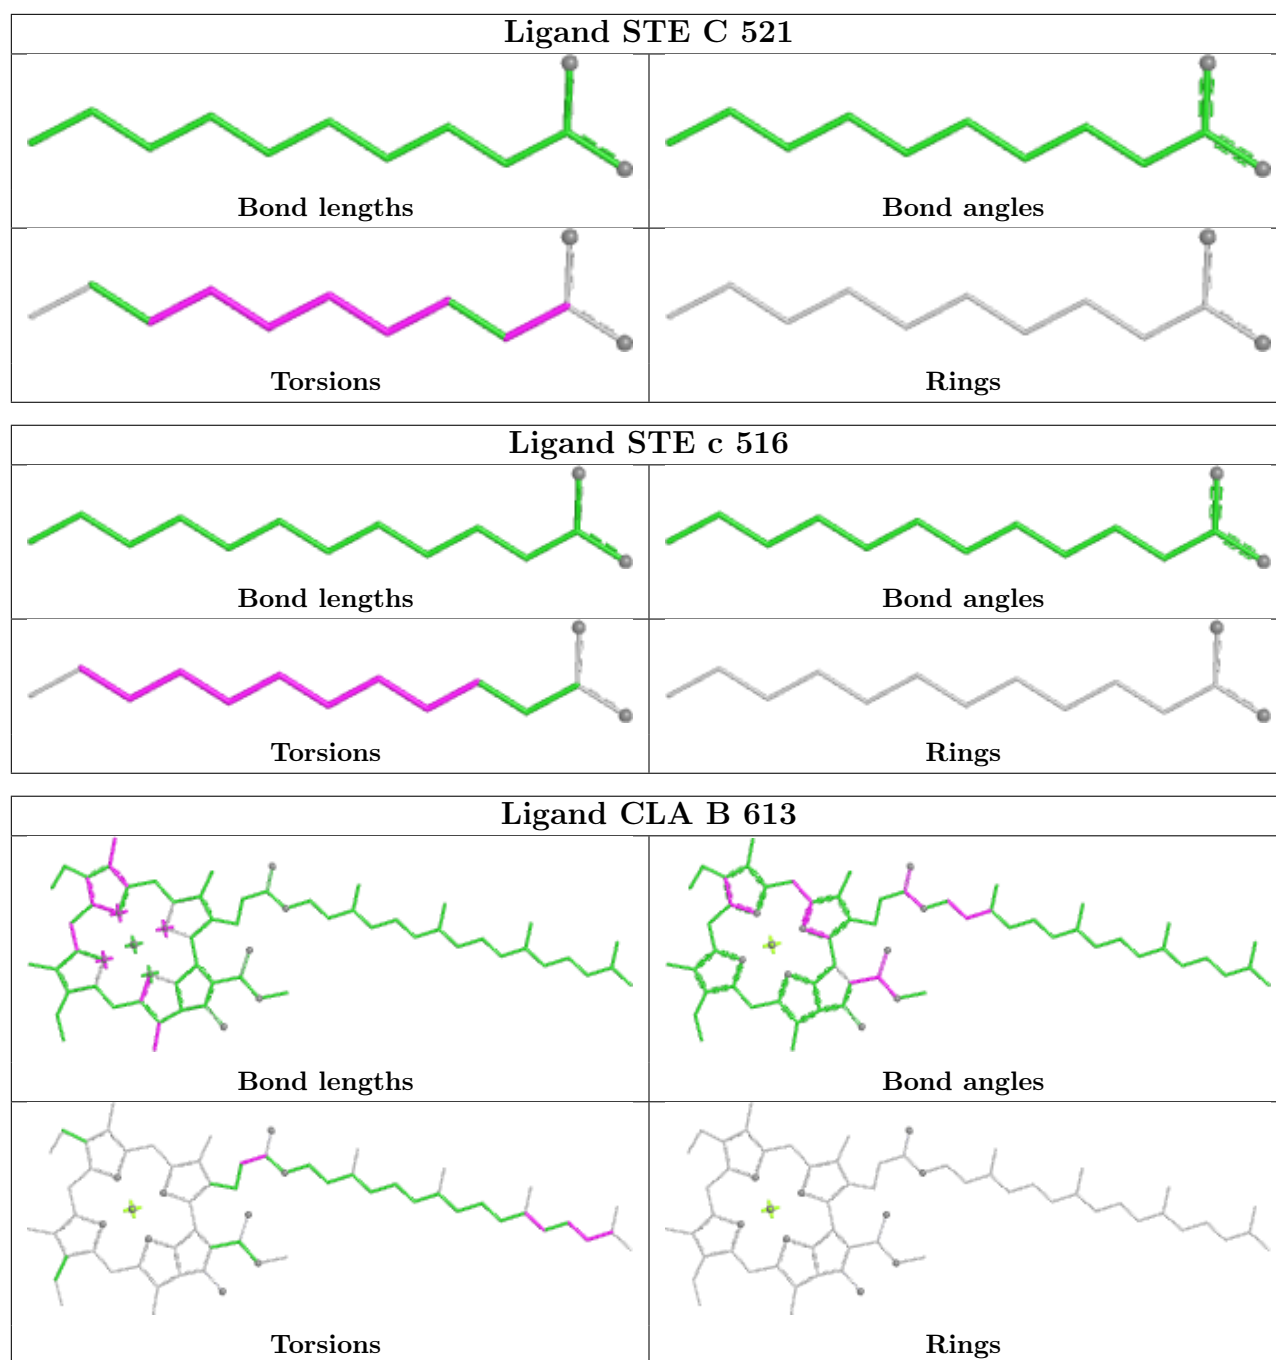 Ligand STE C 521
Bond lengths
Bond angles
Torsions
Rings
Ligand STE c 516
Bond lengths
Bond angles
Torsions
Rings
Ligand CLA B 613
Bond lengths
Bond angles
Torsions
Rings